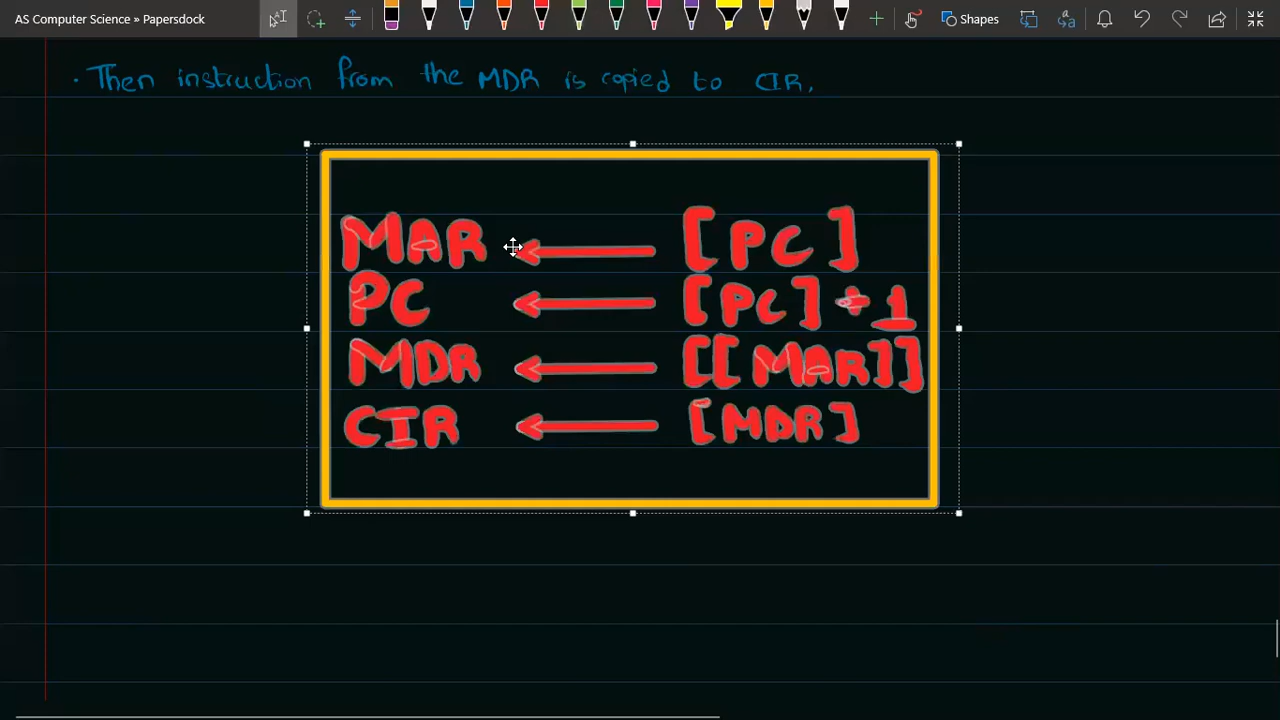 AS Computer Science » Papersdock
Shapes
• Then instruction from the MDR is copied to CIR.
MAR ← [PC]
PC ← [PC] + 1
MDR ← [[MAR]]
CIR ← [MDR]